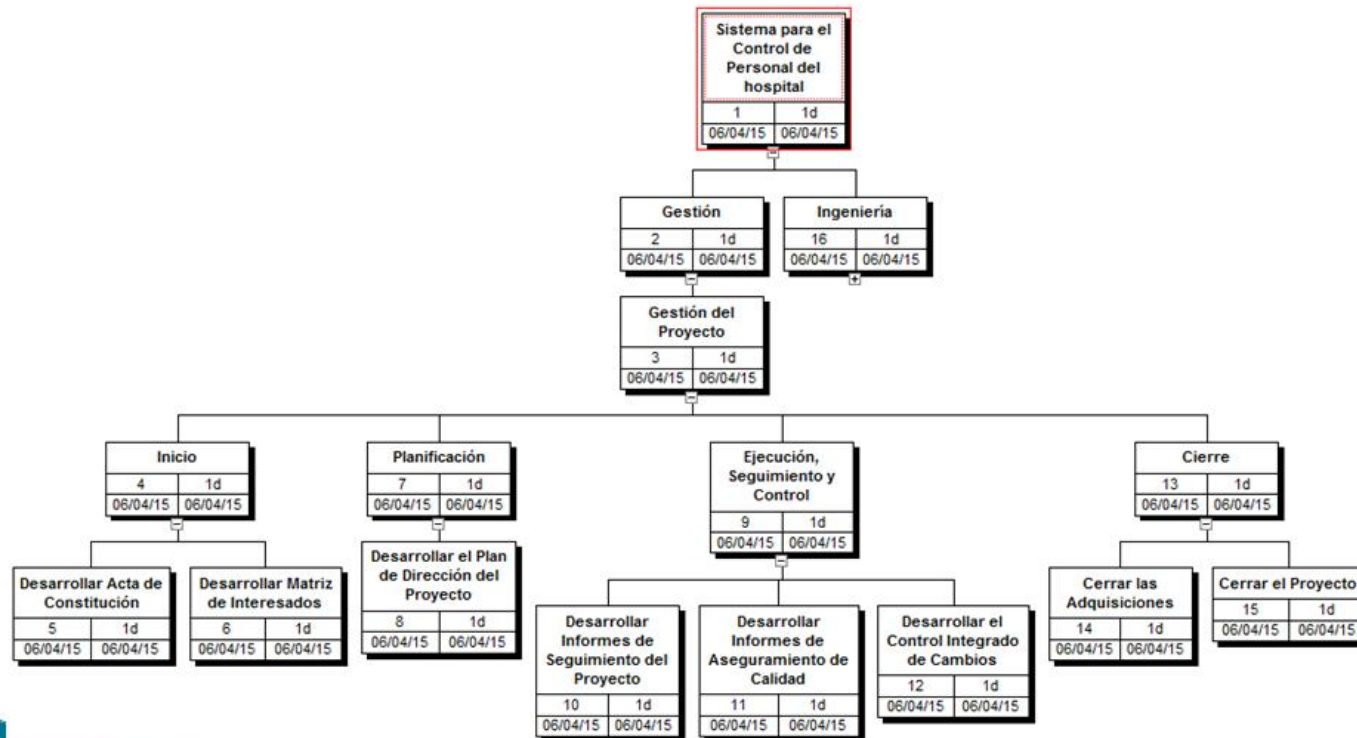 Sistema para el
Control de
Personal del
hospital
1 1d
06/04/15 06/04/15
Gestión
2 1d
06/04/15 06/04/15
Ingeniería
16 1d
06/04/15 06/04/15
Gestión del
Proyecto
3 1d
06/04/15 06/04/15
Inicio
4 1d
06/04/15 06/04/15
Planificación
7 1d
06/04/15 06/04/15
Ejecución,
Seguimiento y
Control
9 1d
06/04/15 06/04/15
Cierre
13 1d
06/04/15 06/04/15
Desarrollar Acta de
Constitución
5 1d
06/04/15 06/04/15
Desarrollar Matriz
de Interesados
6 1d
06/04/15 06/04/15
Desarrollar el Plan
de Dirección del
Proyecto
8 1d
06/04/15 06/04/15
Desarrollar
Informes de
Seguimiento del
Proyecto
10 1d
06/04/15 06/04/15
Desarrollar
Informes de
Aseguramiento de
Calidad
11 1d
06/04/15 06/04/15
Desarrollar el
Control Integrado
de Cambios
12 1d
06/04/15 06/04/15
Cerrar las
Adquisiciones
14 1d
06/04/15 06/04/15
Cerrar el Proyecto
15 1d
06/04/15 06/04/15